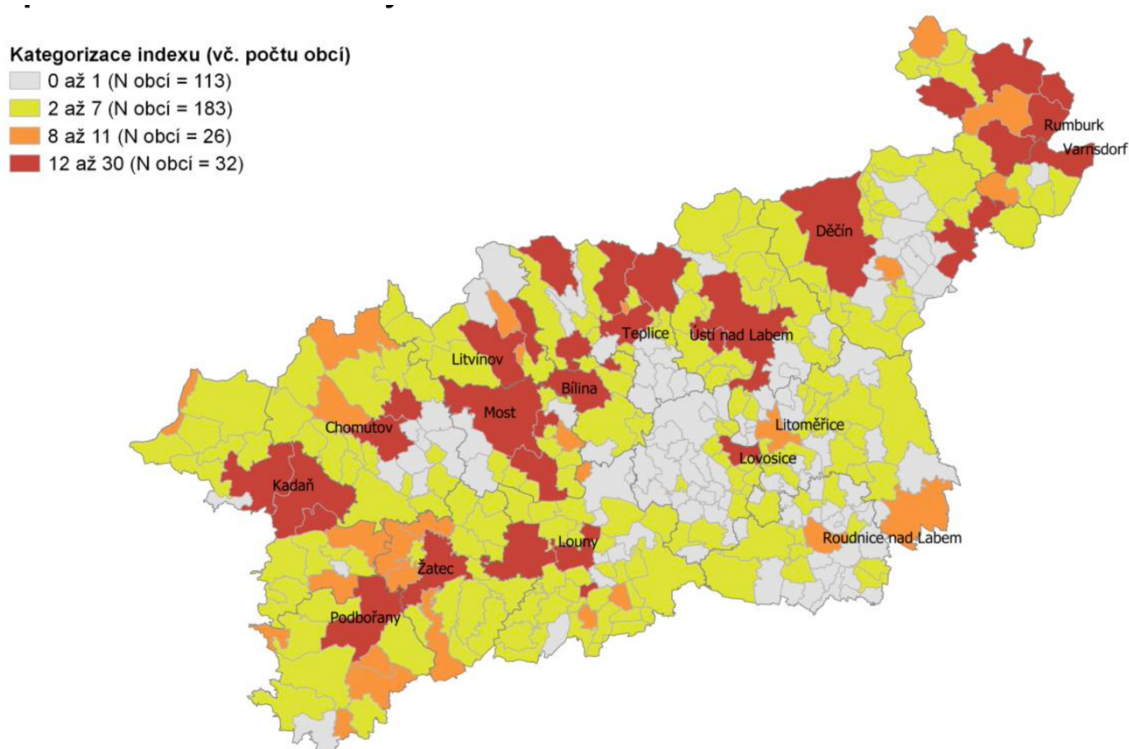 Kategorizace indexu (vč. počtu obcí)
0 až 1 (N obcí = 113)
2 až 7 (N obcí = 183)
8 až 11 (N obcí = 26)
12 až 30 (N obcí = 32)
Rumburk
Varnsdorf
Děčín
Teplice
Ústí nad Labem
Litvínov
Bílina
Most
Chomutov
Litoměřice
Lovosice
Kadaň
Roudnice nad Labem
Louny
Žatec
Podbořany